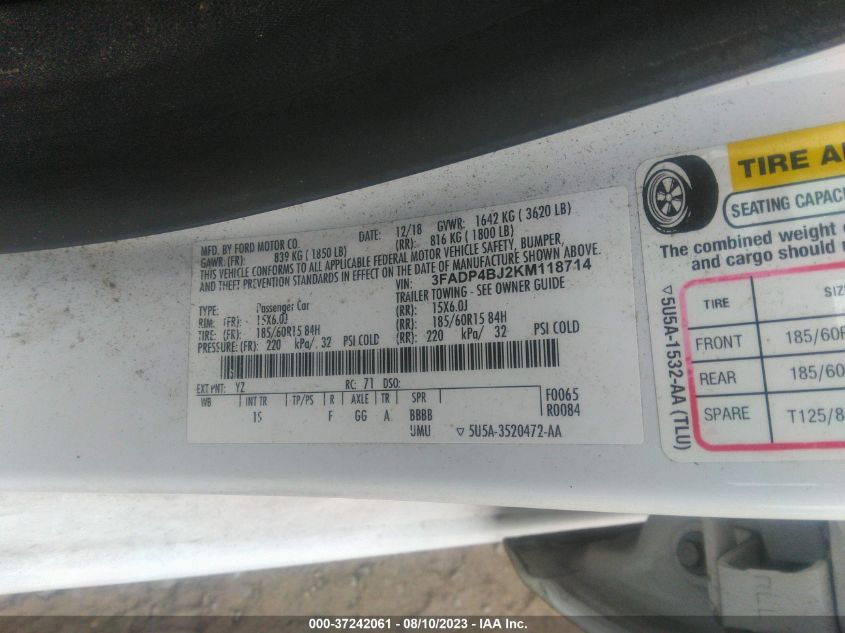 MFD. BY FORD MOTOR CO.
DATE: 12/18 GVWR: 1642 KG ( 3620 LB)
GAWR: (FR): 839 KG ( 1850 LB) (RR): 816 KG ( 1800 LB)
THIS VEHICLE CONFORMS TO ALL APPLICABLE FEDERAL MOTOR VEHICLE SAFETY, BUMPER,
AND THEFT PREVENTION STANDARDS IN EFFECT ON THE DATE OF MANUFACTURE SHOWN ABOVE.
VIN: 3FADP4BJ2KM118714
TYPE: Passenger Car TRAILER TOWING - SEE OWNER GUIDE
RIM: (FR): 15X6.0J (RR): 15X6.0J
TIRE: (FR): 185/60R15 84H (RR): 185/60R15 84H
PRESSURE: (FR): 220 kPa/ 32 PSI COLD (RR): 220 kPa/ 32 PSI COLD
EXT PNT: YZ RC: 71 DSO:
WB INT TR TP/PS R AXLE TR SPR F0065
IS F GG A BBBB R0084
UMU ▽ 5U5A-3520472-AA
TIRE A
SEATING CAPAC
The combined weight
and cargo should
TIRE SIZ
FRONT 185/60R
REAR 185/60
SPARE T125/8
▽ 5U5A-1532-AA (TLU)
000-37242061 - 08/10/2023 - IAA Inc.